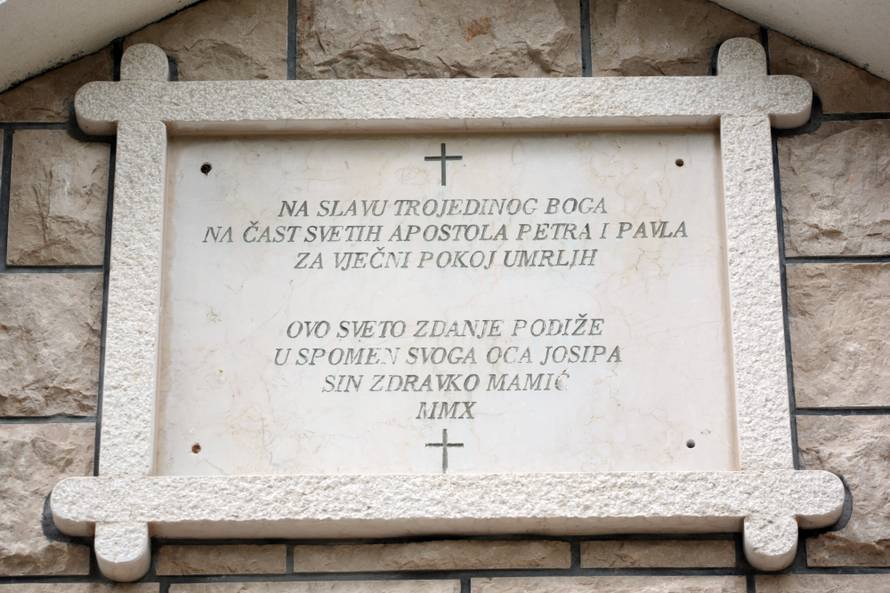 NA SLAVU TROJEDINOG BOGA
NA ČAST SVETIH APOSTOLA PETRA I PAVLA
ZA VJEČNI POKOJ UMRLJIH
OVO SVETO ZDANJE PODIŽE
U SPOMEN SVOGA OCA JOSIPA
SIN ZDRAVKO MAMIĆ
MMX